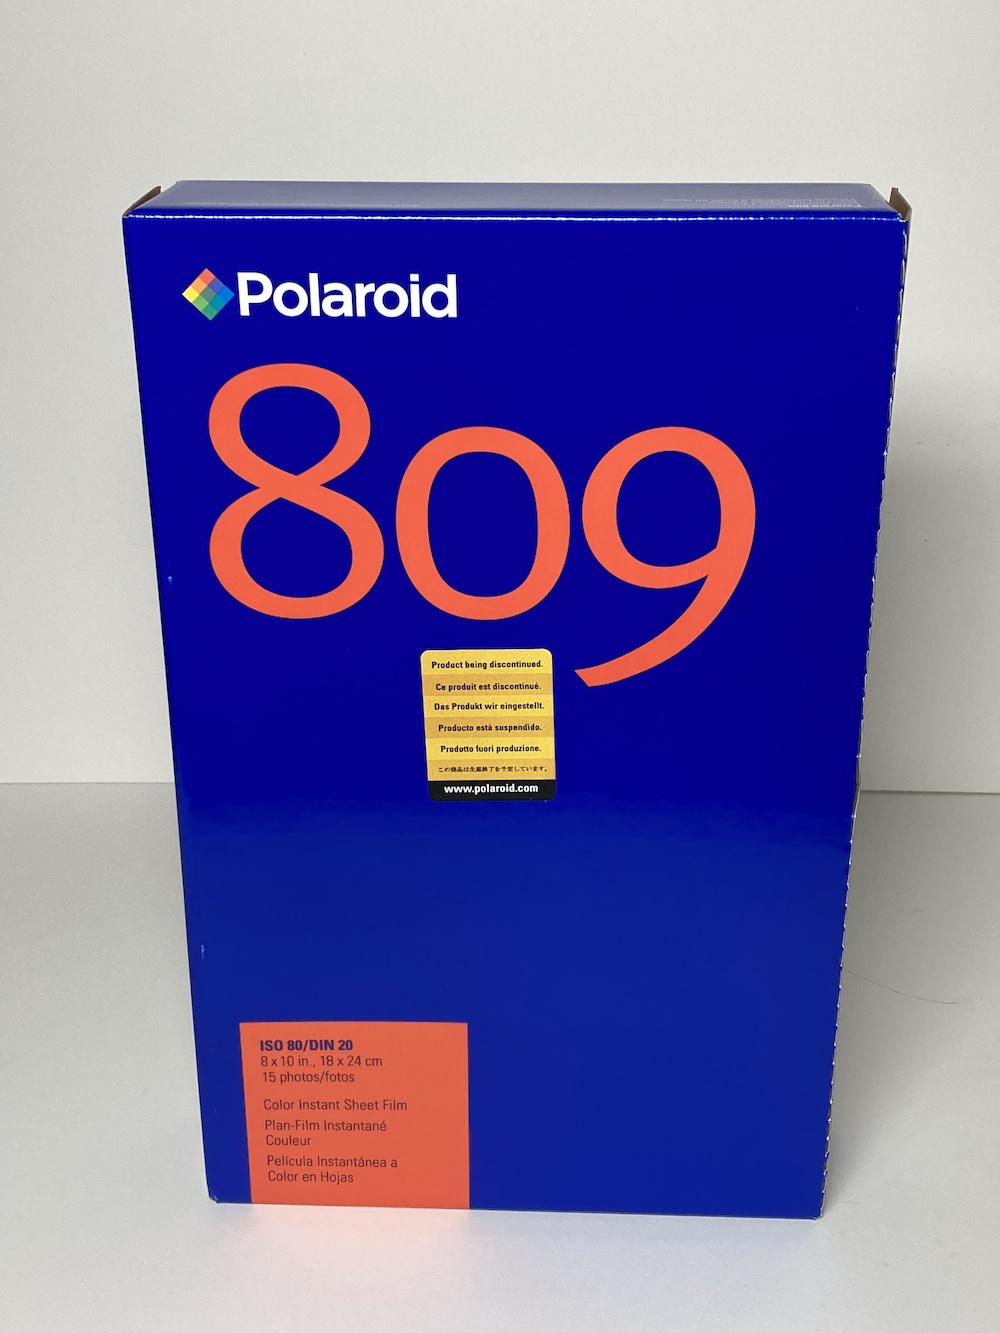 Polaroid
809
Product being discontinued.
Ce produit est discontinué.
Das Produkt wir eingestellt.
Producto está suspendido.
Prodotto fuori produzione.
この商品は生産終了を予定しています。
www.polaroid.com
ISO 80/DIN 20
8 x 10 in., 18 x 24 cm
15 photos/fotos
Color Instant Sheet Film
Plan-Film Instantané
Couleur
Película Instantánea a
Color en Hojas